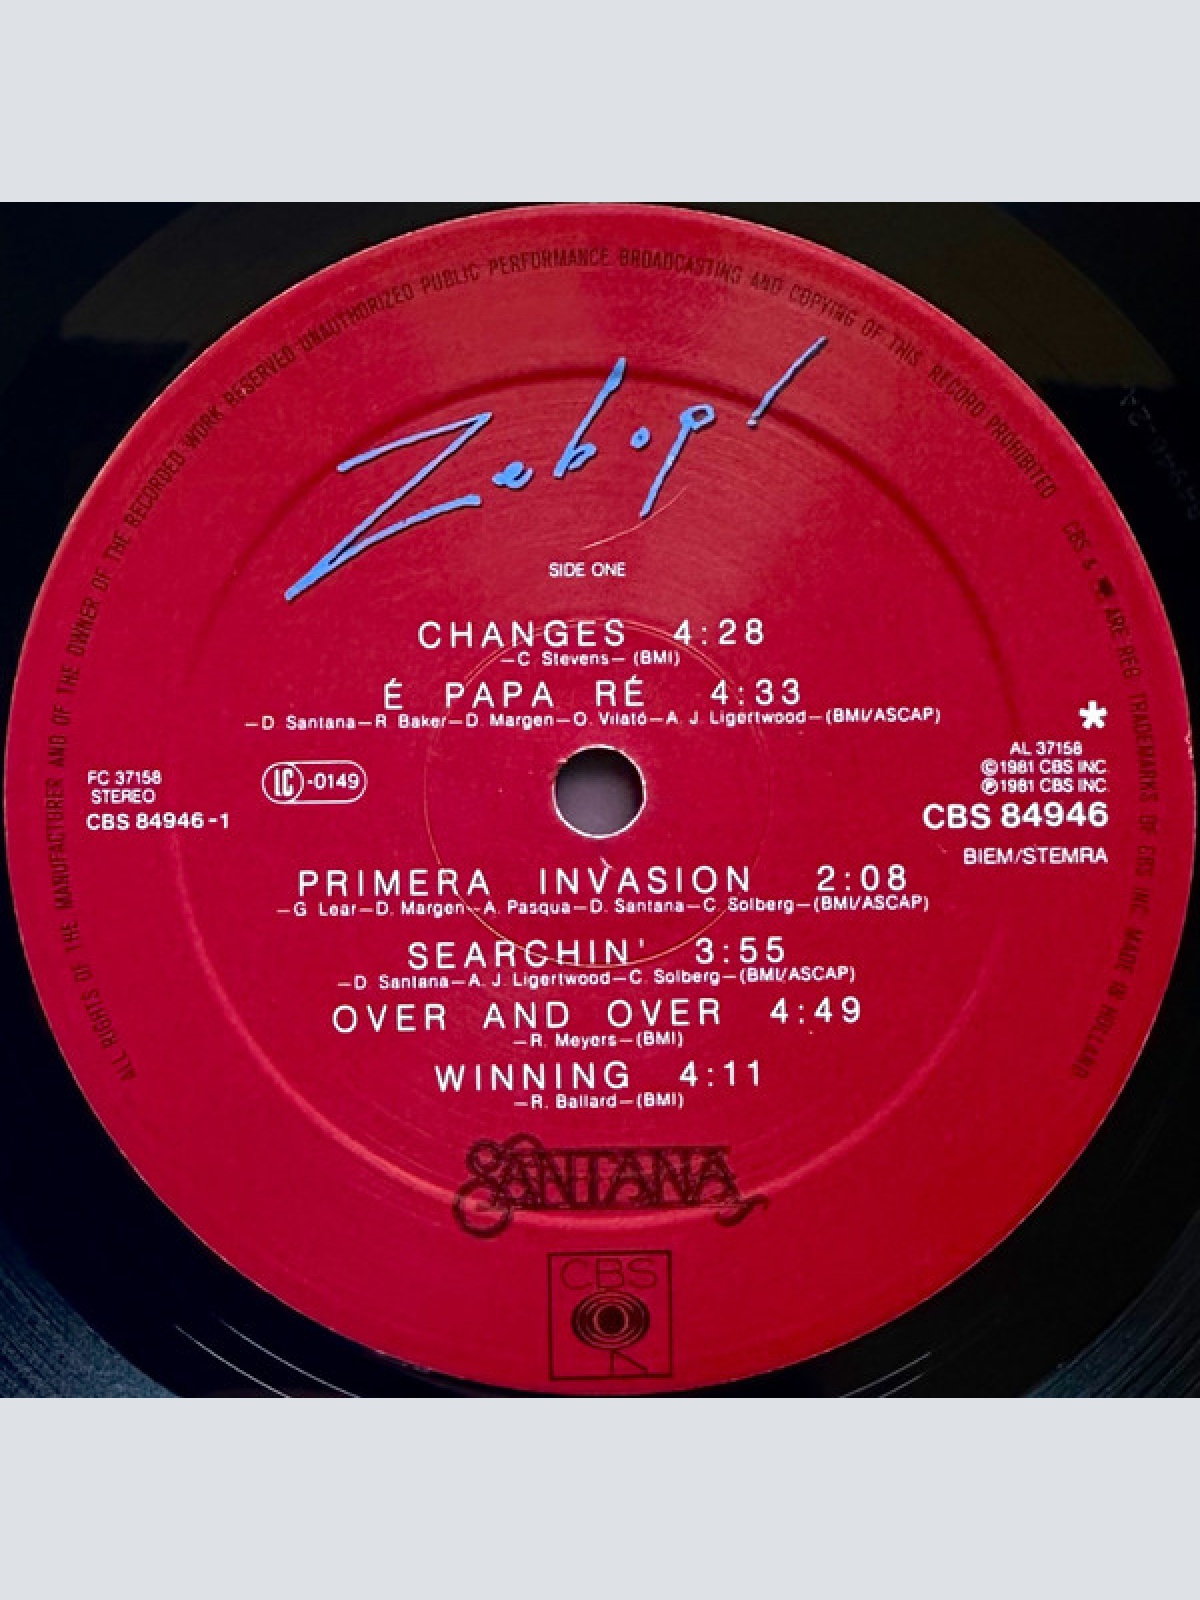 ALL RIGHTS OF THE MANUFACTURER AND OF THE OWNER OF THE RECORDED WORK RESERVED UNAUTHORIZED PUBLIC PERFORMANCE BROADCASTING AND COPYING OF THIS RECORD PROHIBITED
CBS & ARE REG. TRADEMARKS OF CBS INC. MADE IN HOLLAND
Zebop!
SIDE ONE
CHANGES 4:28
—C. Stevens— (BMI)
É PAPA RÉ 4:33
—D. Santana—R. Baker—D. Margen—O. Vilató—A. J. Ligertwood—(BMI/ASCAP)
FC 37158
STEREO
CBS 84946-1
LC-0149
*
AL 37158
©1981 CBS INC.
℗1981 CBS INC.
CBS 84946
BIEM/STEMRA
PRIMERA INVASION 2:08
—G. Lear—D. Margen—A. Pasqua—D. Santana—C. Solberg—(BMI/ASCAP)
SEARCHIN' 3:55
—D. Santana—A. J. Ligertwood—C. Solberg—(BMI/ASCAP)
OVER AND OVER 4:49
—R. Meyers—(BMI)
WINNING 4:11
—R. Ballard—(BMI)
SANTANA
CBS